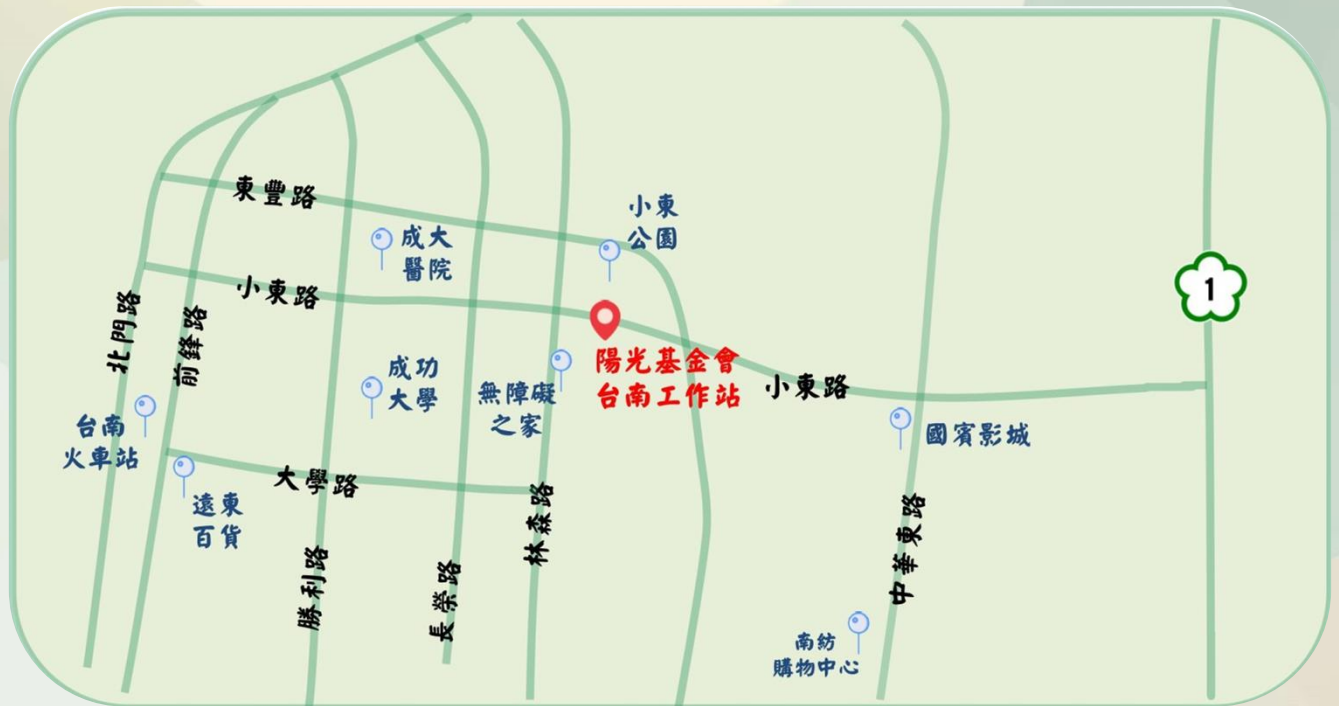 東豐路
小東
公園
成大
醫院
小東路
1
北門路
前鋒路
陽光基金會
台南工作站
成功
大學
無障礙
之家
小東路
台南
火車站
國賓影城
大學路
遠東
百貨
林森路
中華東路
勝利路
長榮路
南紡
購物中心